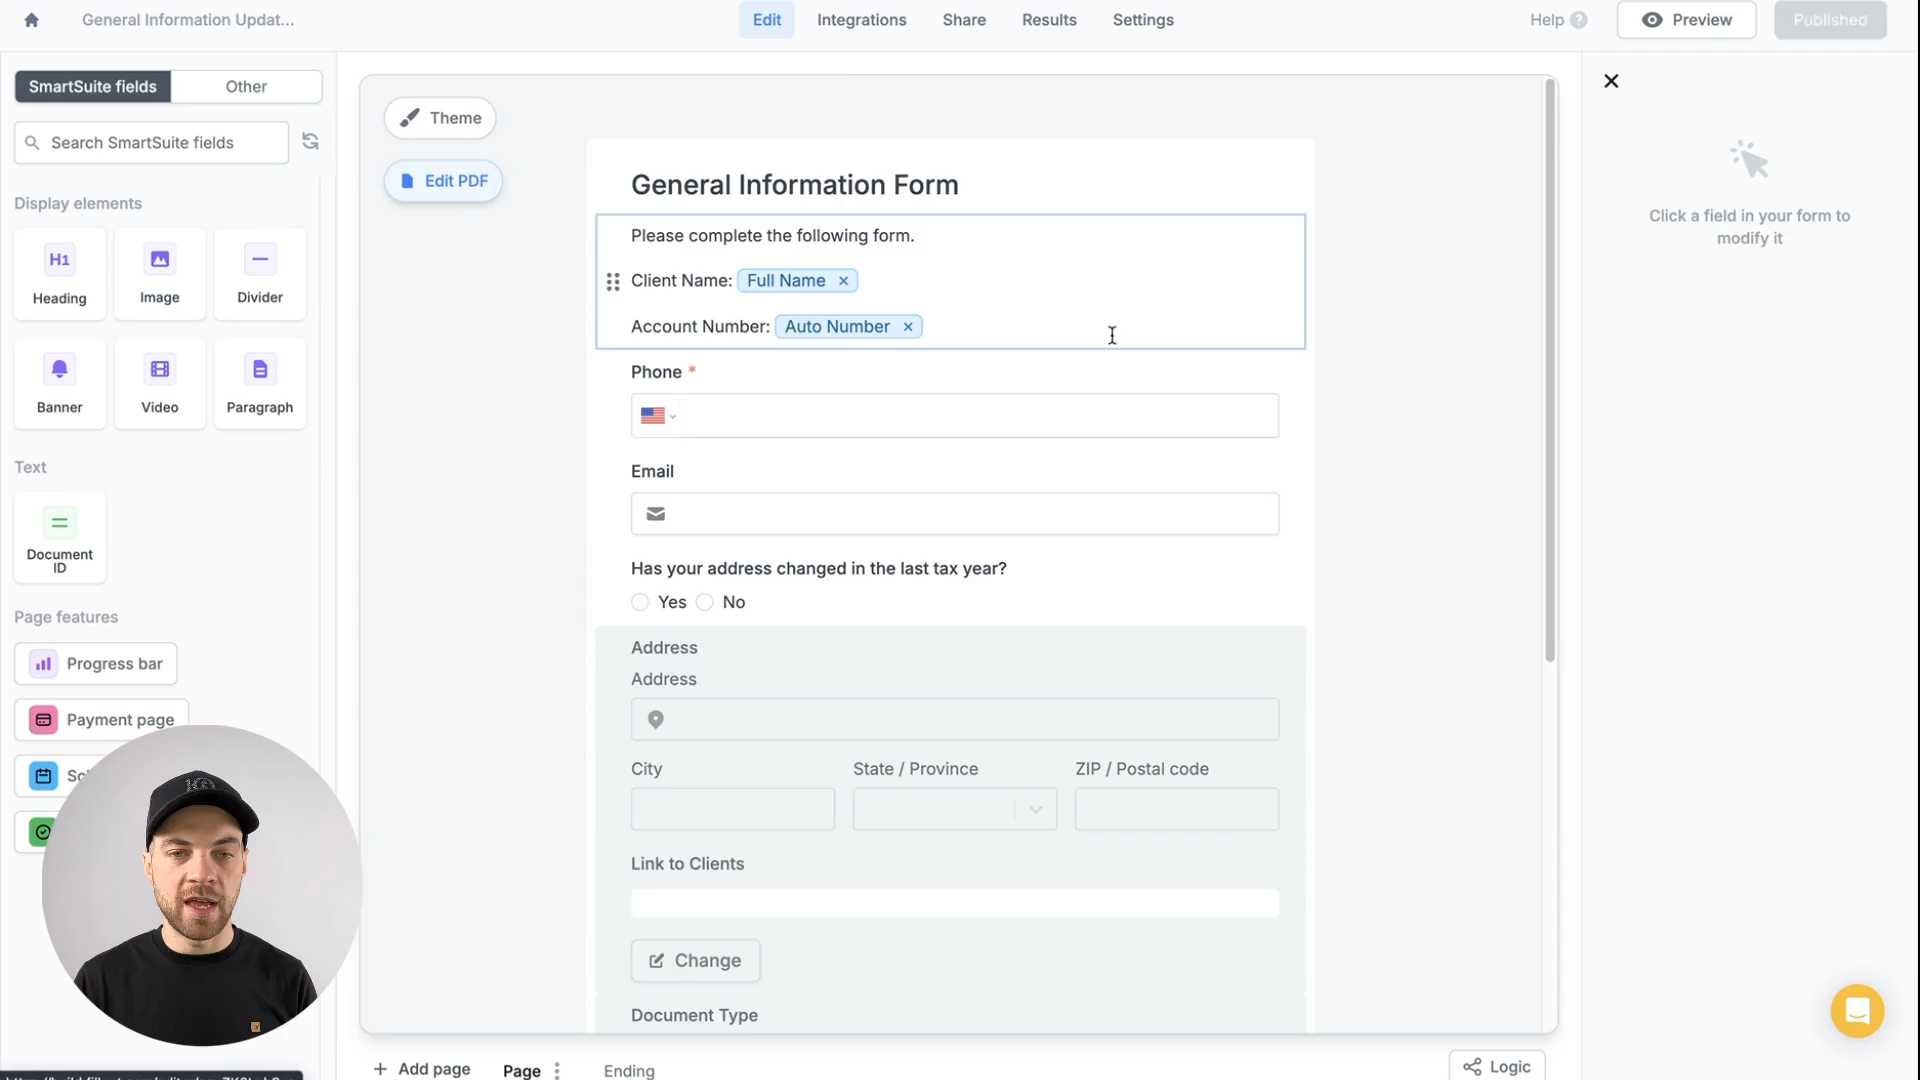 General Information Updat...
Edit
Integrations
Share
Results
Settings
Help
Preview
Published
SmartSuite fields
Other
Search SmartSuite fields
Display elements
H1
Heading
Image
Divider
Banner
Video
Paragraph
Text
Document
ID
Page features
Progress bar
Payment page
Theme
Edit PDF
General Information Form
Please complete the following form.
Client Name: Full Name ×
Account Number: Auto Number ×
Phone *
Email
Has your address changed in the last tax year?
Yes No
Address
Address
City
State / Province
ZIP / Postal code
Link to Clients
Change
Document Type
Click a field in your form to
modify it
+ Add page
Page
Ending
Logic